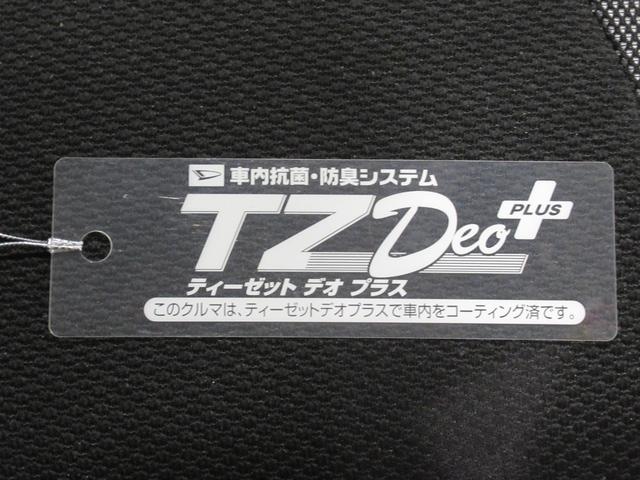 車内抗菌・防臭システム
TZ Deo PLUS
ティーゼット デオ プラス
このクルマは、ティーゼットデオプラスで車内をコーティング済です。